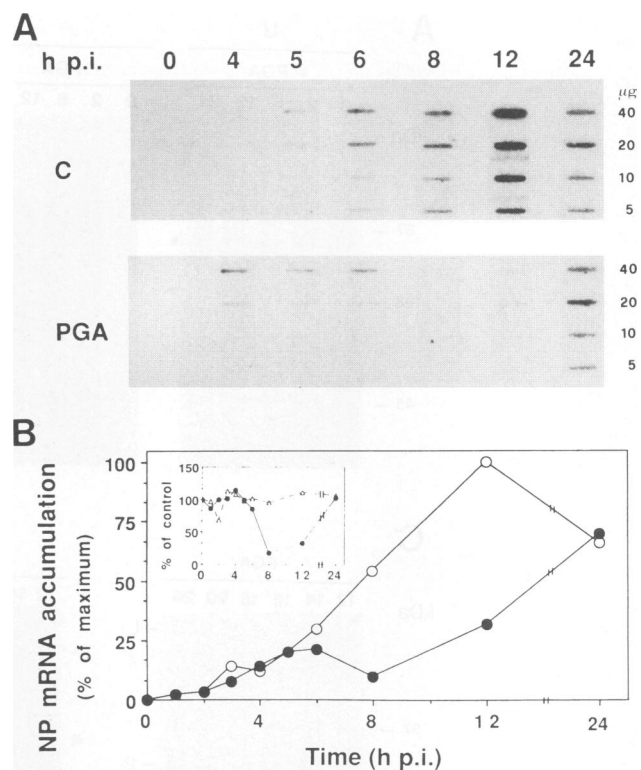 A
h p.i. 0 4 5 6 8 12 24
µg
C
40
20
10
5
PGA
40
20
10
5
B
NP mRNA accumulation
(% of maximum)
100
75
50
25
0
0 4 8 12 24
Time (h p.i.)
% of control
150
100
50
0
0 4 8 12 24